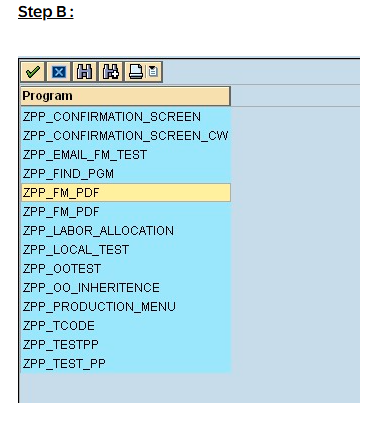 Step B:
Program
ZPP_CONFIRMATION_SCREEN
ZPP_CONFIRMATION_SCREEN_CW
ZPP_EMAIL_FM_TEST
ZPP_FIND_PGM
ZPP_FM_PDF
ZPP_FM_PDF
ZPP_LABOR_ALLOCATION
ZPP_LOCAL_TEST
ZPP_OOTEST
ZPP_OO_INHERITENCE
ZPP_PRODUCTION_MENU
ZPP_TCODE
ZPP_TESTPP
ZPP_TEST_PP